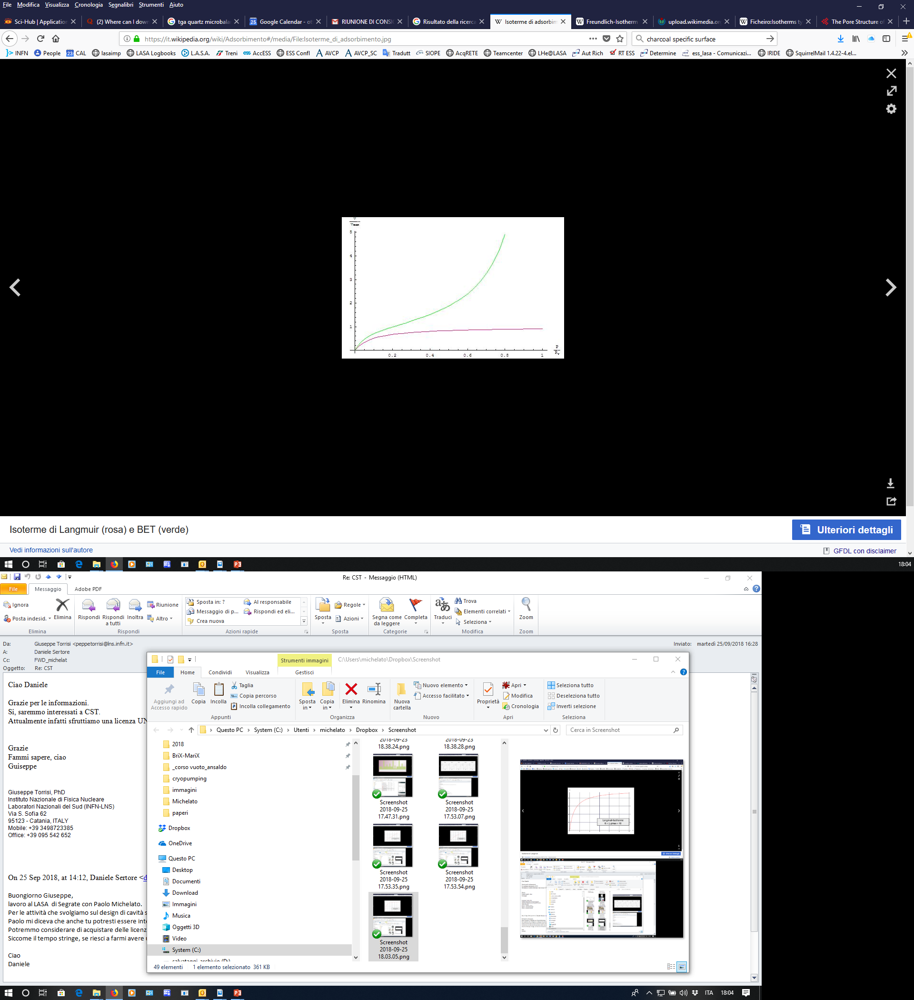 File Modifica Visualizza Cronologia Segnalibri Strumenti Aiuto
Sci-Hub | Application
(2) Where can I down
tga quartz microbala
Google Calendar - ot
RIUNIONE DI CONSI
Risultato della ricerca
Isoterme di adsorbim
Freundlich-Isotherm
upload.wikimedia.or
Ficheiro:Isotherms ty
The Pore Structure of
https://it.wikipedia.org/wiki/Adsorbimento#/media/File:Isoterme_di_adsorbimento.jpg
charcoal specific surface
INFN People CAL lasaimp LASA Logbooks L.A.S.A. Treni AccESS ESS Confl AVCP AVCP_SC Tradutt SIOPE AcqRETE Teamcenter LHe@LASA Aut Rich RT ESS Determine ess_lasa - Comunicazi... IRIDE SquirrelMail 1.4.22-4.el...
5
4
3
2
1
0.2 0.4 0.6 0.8 1
Isoterme di Langmuir (rosa) e BET (verde)
Ulteriori dettagli
Vedi informazioni sull'autore
GFDL con disclaimer
18:04
Re: CST - Messaggio (HTML)
File Messaggio Adobe PDF
Ignora
Posta indesid.
Elimina
Elimina
Rispondi
Rispondi a tutti
Inoltra
Riunione
Altro
Rispondi
Sposta in: ?
Messaggio di p...
Crea nuova
Al responsabile
Rispondi ed eli...
Azioni rapide
Sposta
Regole
Azioni
Sposta
Segna come da leggere
Completa
Categorie
Traduci
Trova
Elementi correlati
Seleziona
Modifica
Zoom
Zoom
Da: Giuseppe Torrisi <peppetorrisi@lns.infn.it>
Inviato: martedì 25/09/2018 16:28
A: Daniele Sertore
Cc: FWD_michelat
Oggetto: Re: CST
Ciao Daniele
Grazie per le informazioni.
Si, saremmo interessati a CST.
Attualmente infatti sfruttiamo una licenza UN
Grazie
Fammi sapere, ciao
Guiseppe
Giuseppe Torrisi, PhD
Instituto Nazionale di Fisica Nucleare
Laboratori Nazionali del Sud (INFN-LNS)
Via S. Sofia 62
95123 - Catania, ITALY
Mobile: +39 3498723385
Office: +39 095 542 652
On 25 Sep 2018, at 14:12, Daniele Sertore <d
Buongiorno Giuseppe,
lavoro al LASA di Segrate con Paolo Michelato.
Per le attività che svolgiamo sul design di cavità s
Paolo mi diceva che anche tu potresti essere inte
Potremmo considerare di acquistare delle licenz
Siccome il tempo stringe, se riesci a farmi avere u
Ciao
Daniele
Strumenti immagini
C:\Users\michelato\Dropbox\Screenshot
File Home Condividi Visualizza Gestisci
Aggiungi ad Accesso rapido
Copia
Incolla
Taglia
Copia percorso
Incolla collegamento
Appunti
Sposta in
Copia in
Elimina
Rinomina
Organizza
Nuova cartella
Nuovo elemento
Accesso facilitato
Nuovo
Proprietà
Apri
Modifica
Cronologia
Apri
Seleziona tutto
Deseleziona tutto
Inverti selezione
Seleziona
Questo PC > System (C:) > Utenti > michelato > Dropbox > Screenshot
Cerca in Screenshot
2018
BriX-MariX
_corso vuoto_ansaldo
cryopumping
immagini
Michelato
paperi
Dropbox
OneDrive
Questo PC
Desktop
Documenti
Download
Immagini
Musica
Oggetti 3D
Video
System (C:)
salvataggi_archivio (D:)
2018-09-23
18.38.24.png
2018-09-23
18.38.28.png
Screenshot
2018-09-25
17.47.31.png
Screenshot
2018-09-25
17.53.07.png
Screenshot
2018-09-25
17.53.35.png
Screenshot
2018-09-25
17.53.54.png
Screenshot
2018-09-25
18.03.05.png
49 elementi 1 elemento selezionato 361 KB
ITA 18:04